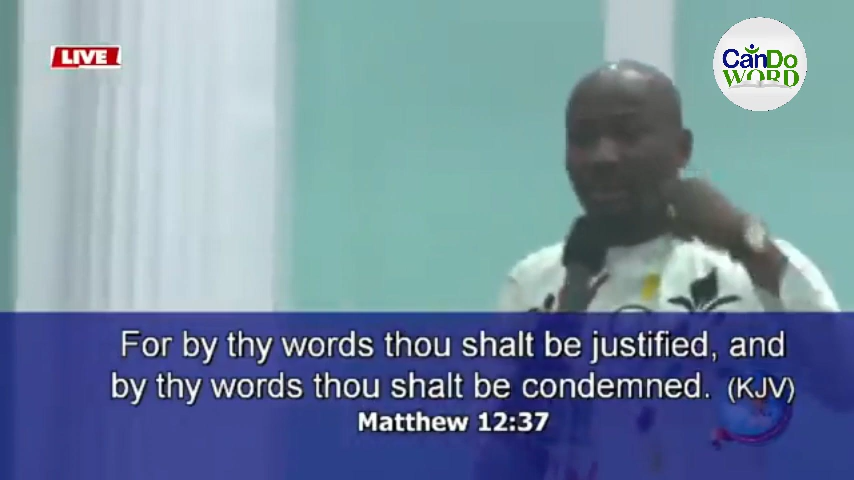 LIVE
CanDo
WORD
For by thy words thou shalt be justified, and
by thy words thou shalt be condemned. (KJV)
Matthew 12:37